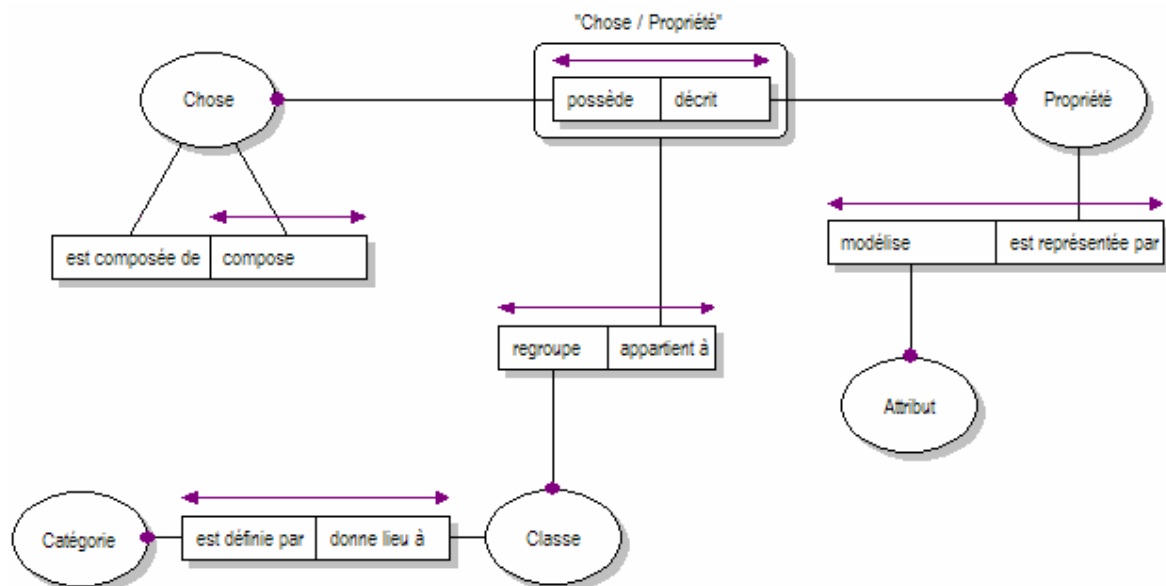 "Chose / Propriété"
Chose
possède
décrit
Propriété
est composée de
compose
modélise
est représentée par
regroupe
appartient à
Attribut
Catégorie
est définie par
donne lieu à
Classe